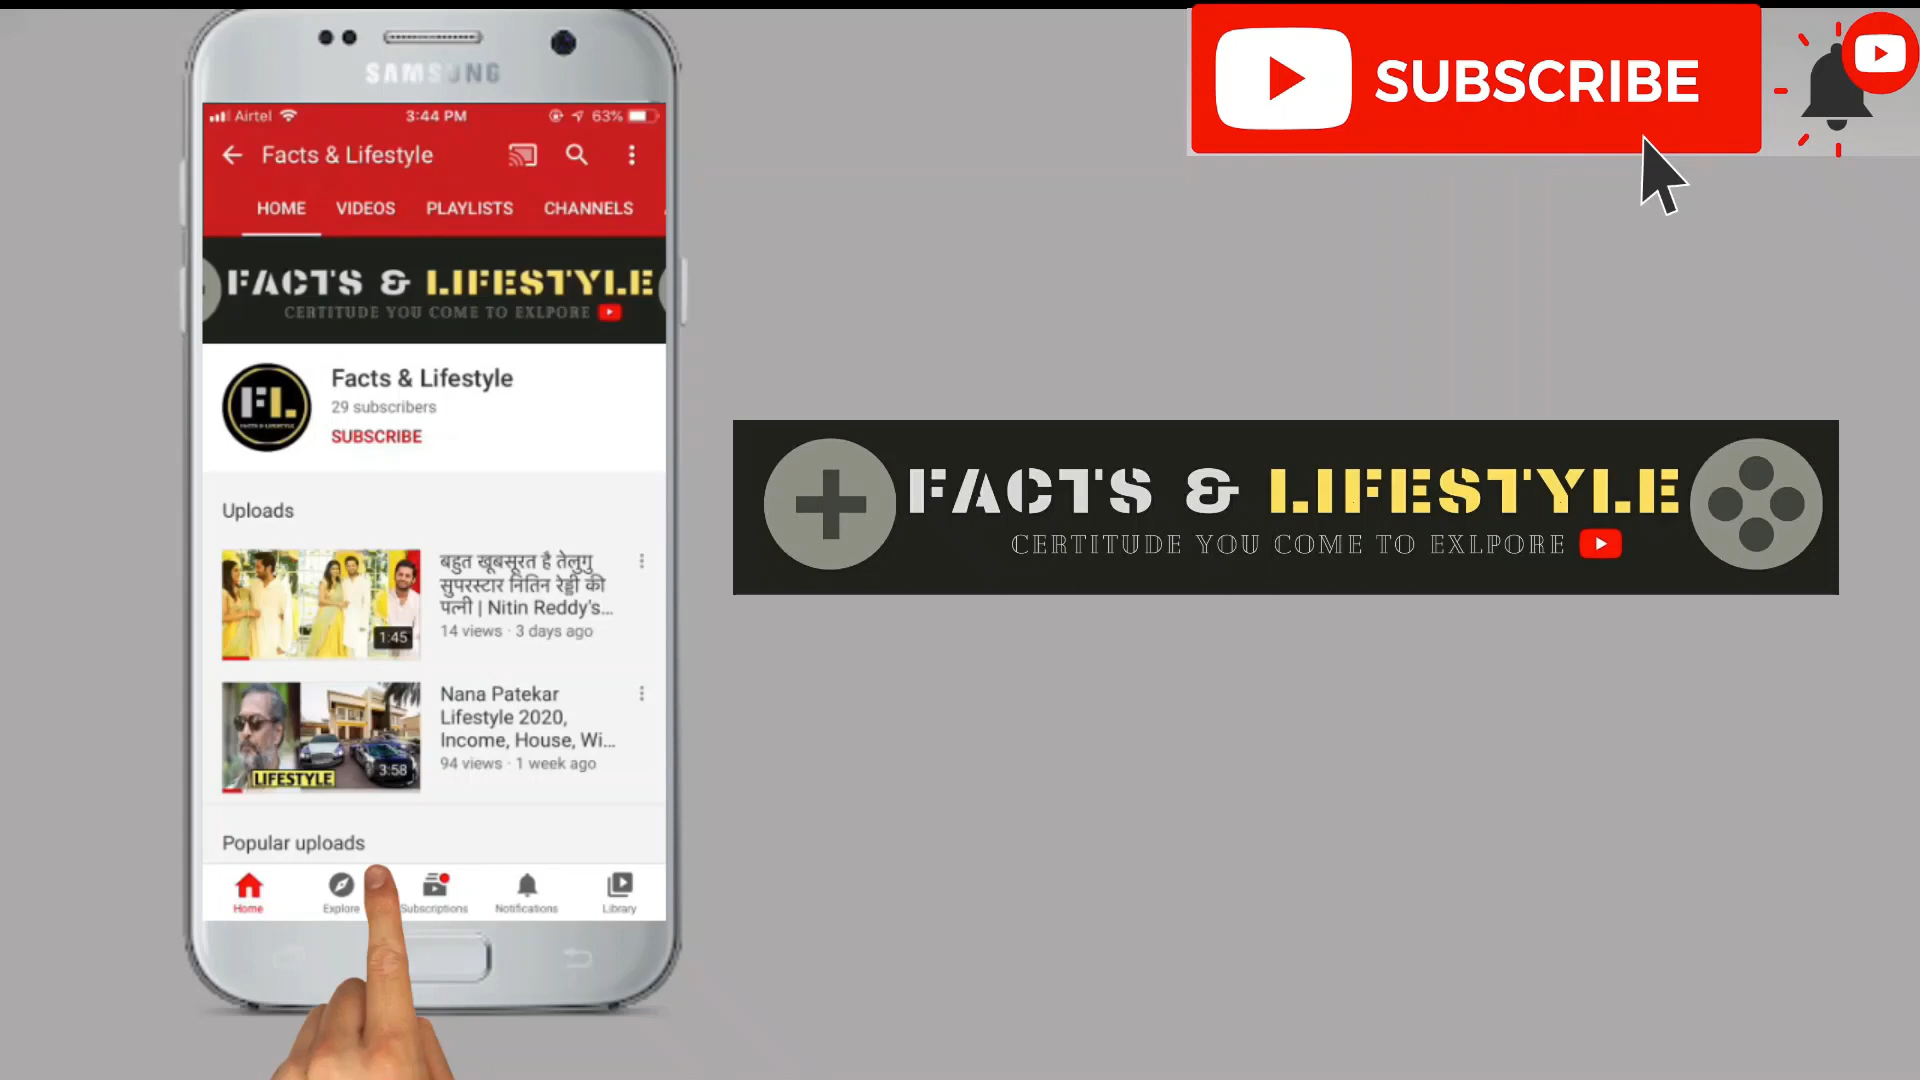 SAMSUNG
Airtel 3:44 PM 63%
Facts & Lifestyle
HOME VIDEOS PLAYLISTS CHANNELS
FACTS & LIFESTYLE
CERTITUDE YOU COME TO EXLPORE
FL
FACTS & LIFESTYLE
Facts & Lifestyle
29 subscribers
SUBSCRIBE
Uploads
बहुत खूबसूरत है तेलुगु
सुपरस्टार नितिन रेड्डी की
पत्नी | Nitin Reddy's...
14 views · 3 days ago
1:45
Nana Patekar
Lifestyle 2020,
Income, House, Wi...
94 views · 1 week ago
LIFESTYLE
3:58
Popular uploads
Home Explore Subscriptions Notifications Library
SUBSCRIBE
FACTS & LIFESTYLE
CERTITUDE YOU COME TO EXLPORE